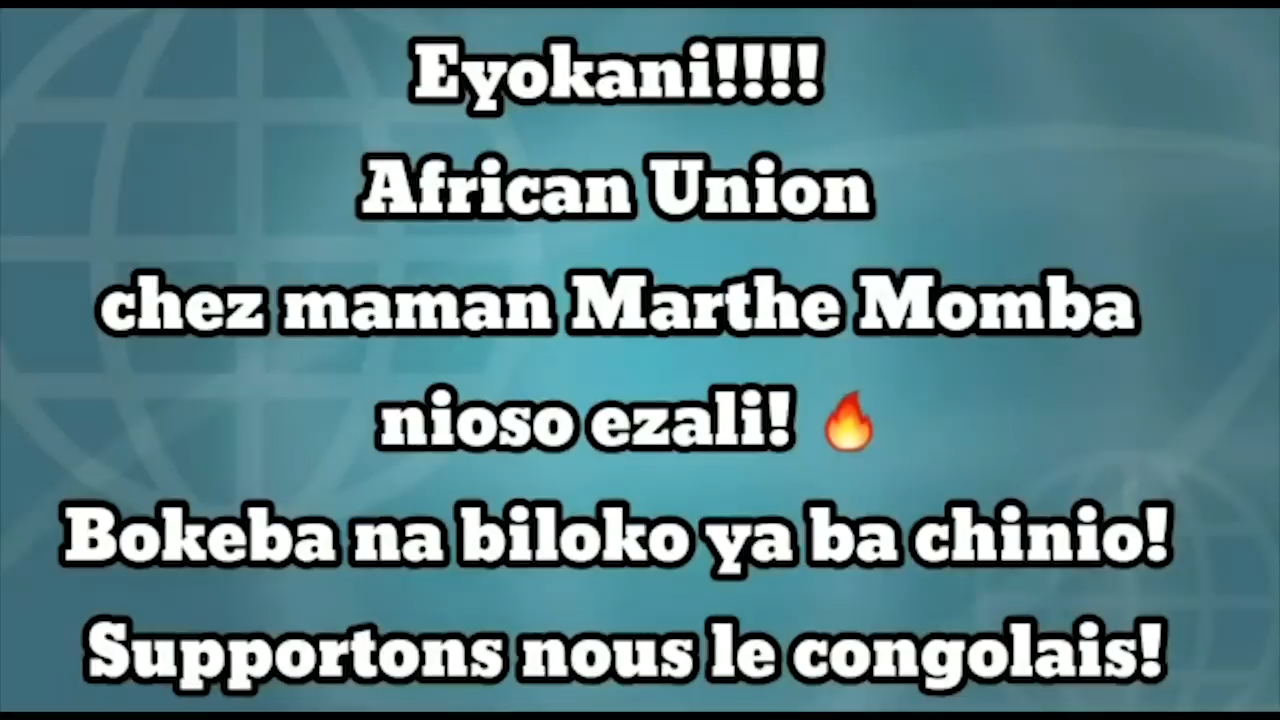 Eyokani!!!!
African Union
chez maman Marthe Momba
nioso ezali! 🔥
Bokeba na biloko ya ba chinio!
Supportons nous le congolais!